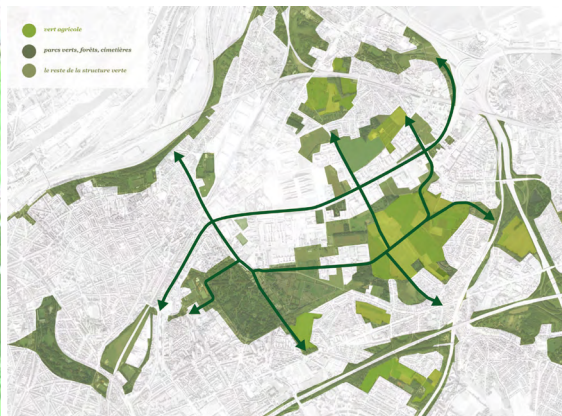 vert agricole
parcs verts, forêts, cimetières
le reste de la structure verte